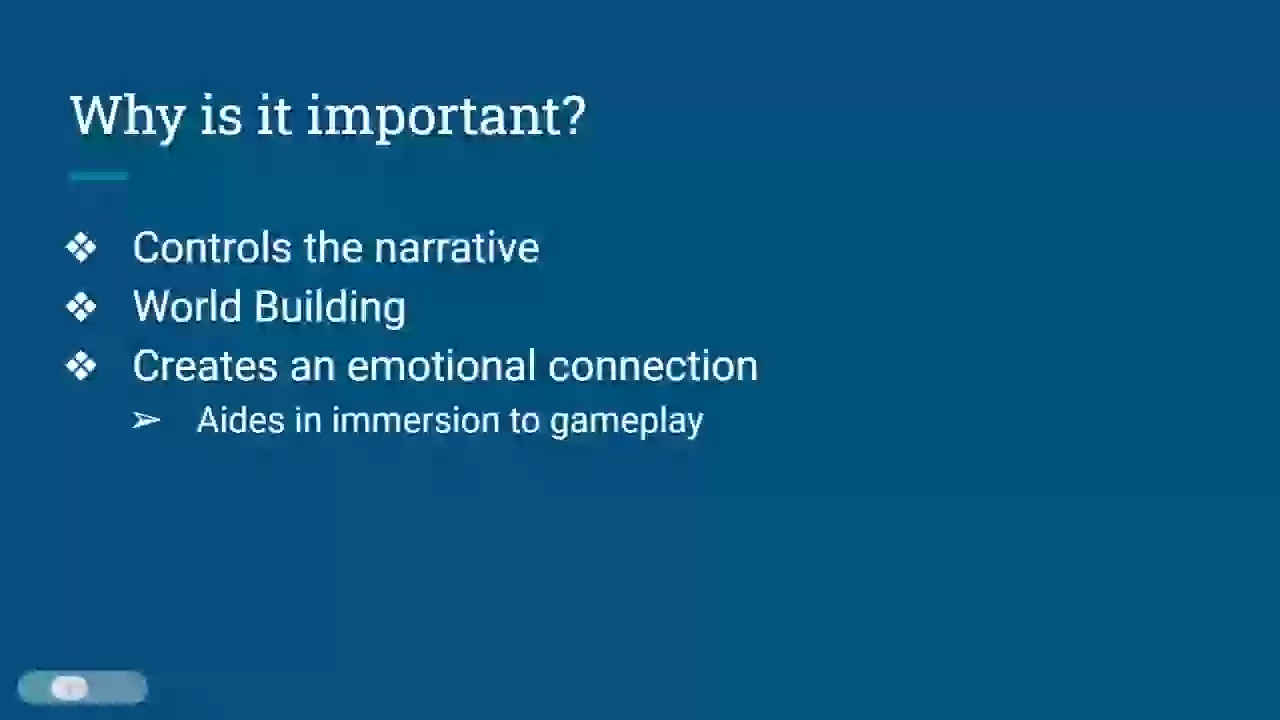 Why is it important?
❖ Controls the narrative
❖ World Building
❖ Creates an emotional connection
➢ Aides in immersion to gameplay